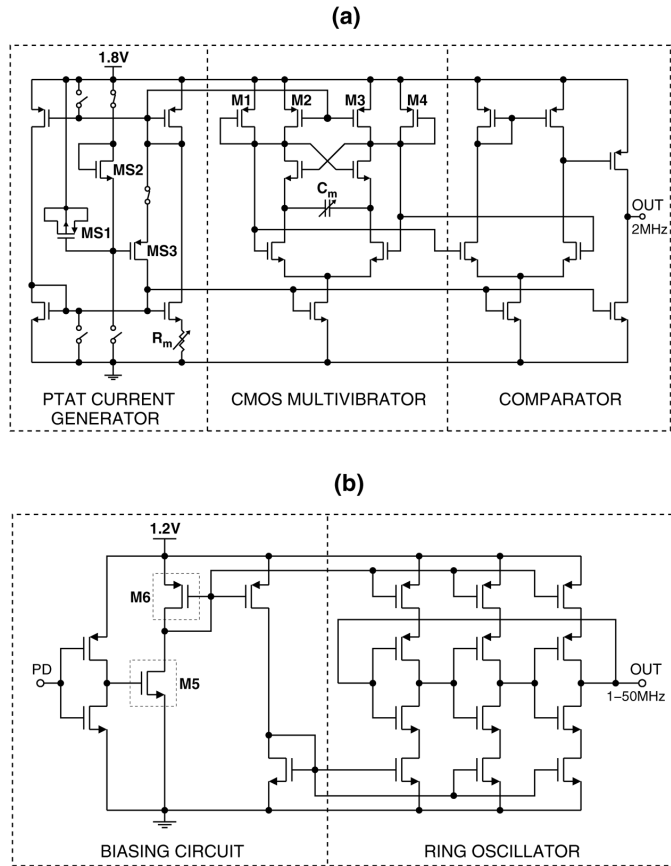 (a)
1.8V
M1
M2
M3
M4
MS2
Cm
MS1
MS3
OUT
2MHz
Rm
PTAT CURRENT
GENERATOR
CMOS MULTIVIBRATOR
COMPARATOR
(b)
1.2V
M6
PD
M5
OUT
1–50MHz
BIASING CIRCUIT
RING OSCILLATOR